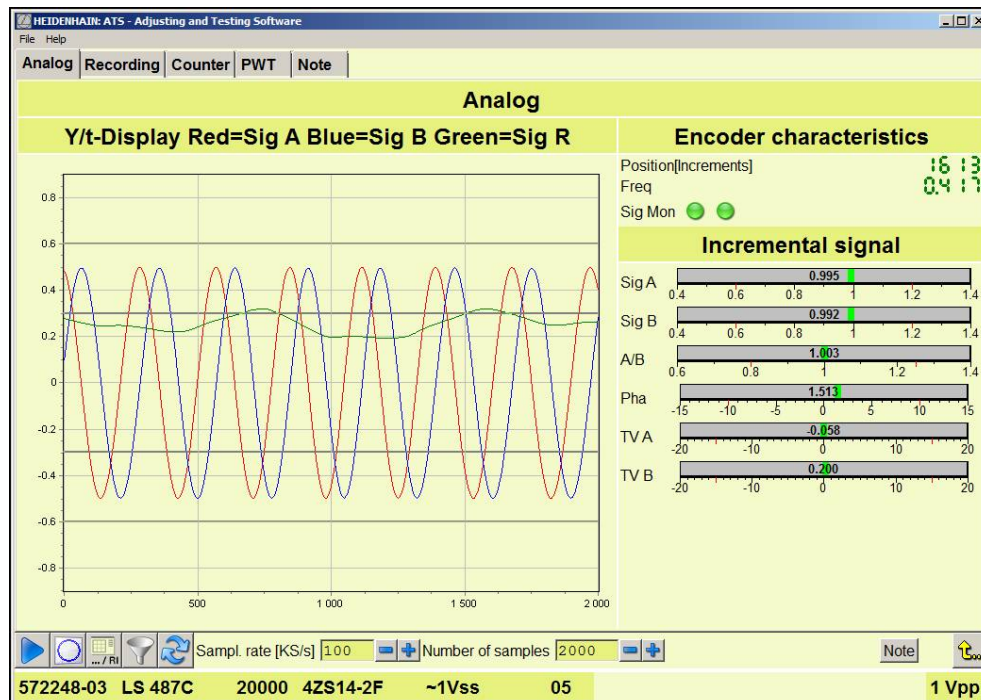 HEIDENHAIN: ATS - Adjusting and Testing Software
File Help
Analog Recording Counter PWT Note
Analog
Y/t-Display Red=Sig A Blue=Sig B Green=Sig R
Encoder characteristics
Position[Increments] 1613
Freq 0.417
Sig Mon
Incremental signal
Sig A 0.995
0.4 0.6 0.8 1 1.2 1.4
Sig B 0.992
0.4 0.6 0.8 1 1.2 1.4
A/B 1.003
0.6 0.8 1 1.2 1.4
Pha 1.513
-15 -10 -5 0 5 10 15
TV A -0.058
-20 -10 0 10 20
TV B 0.200
-20 -10 0 10 20
0.8
0.6
0.4
0.2
0
-0.2
-0.4
-0.6
-0.8
0 500 1 000 1 500 2 000
... / RI Sampl. rate [KS/s] 100 Number of samples 2000 Note
572248-03 LS 487C 20000 4ZS14-2F ~1Vss 05 1 Vpp